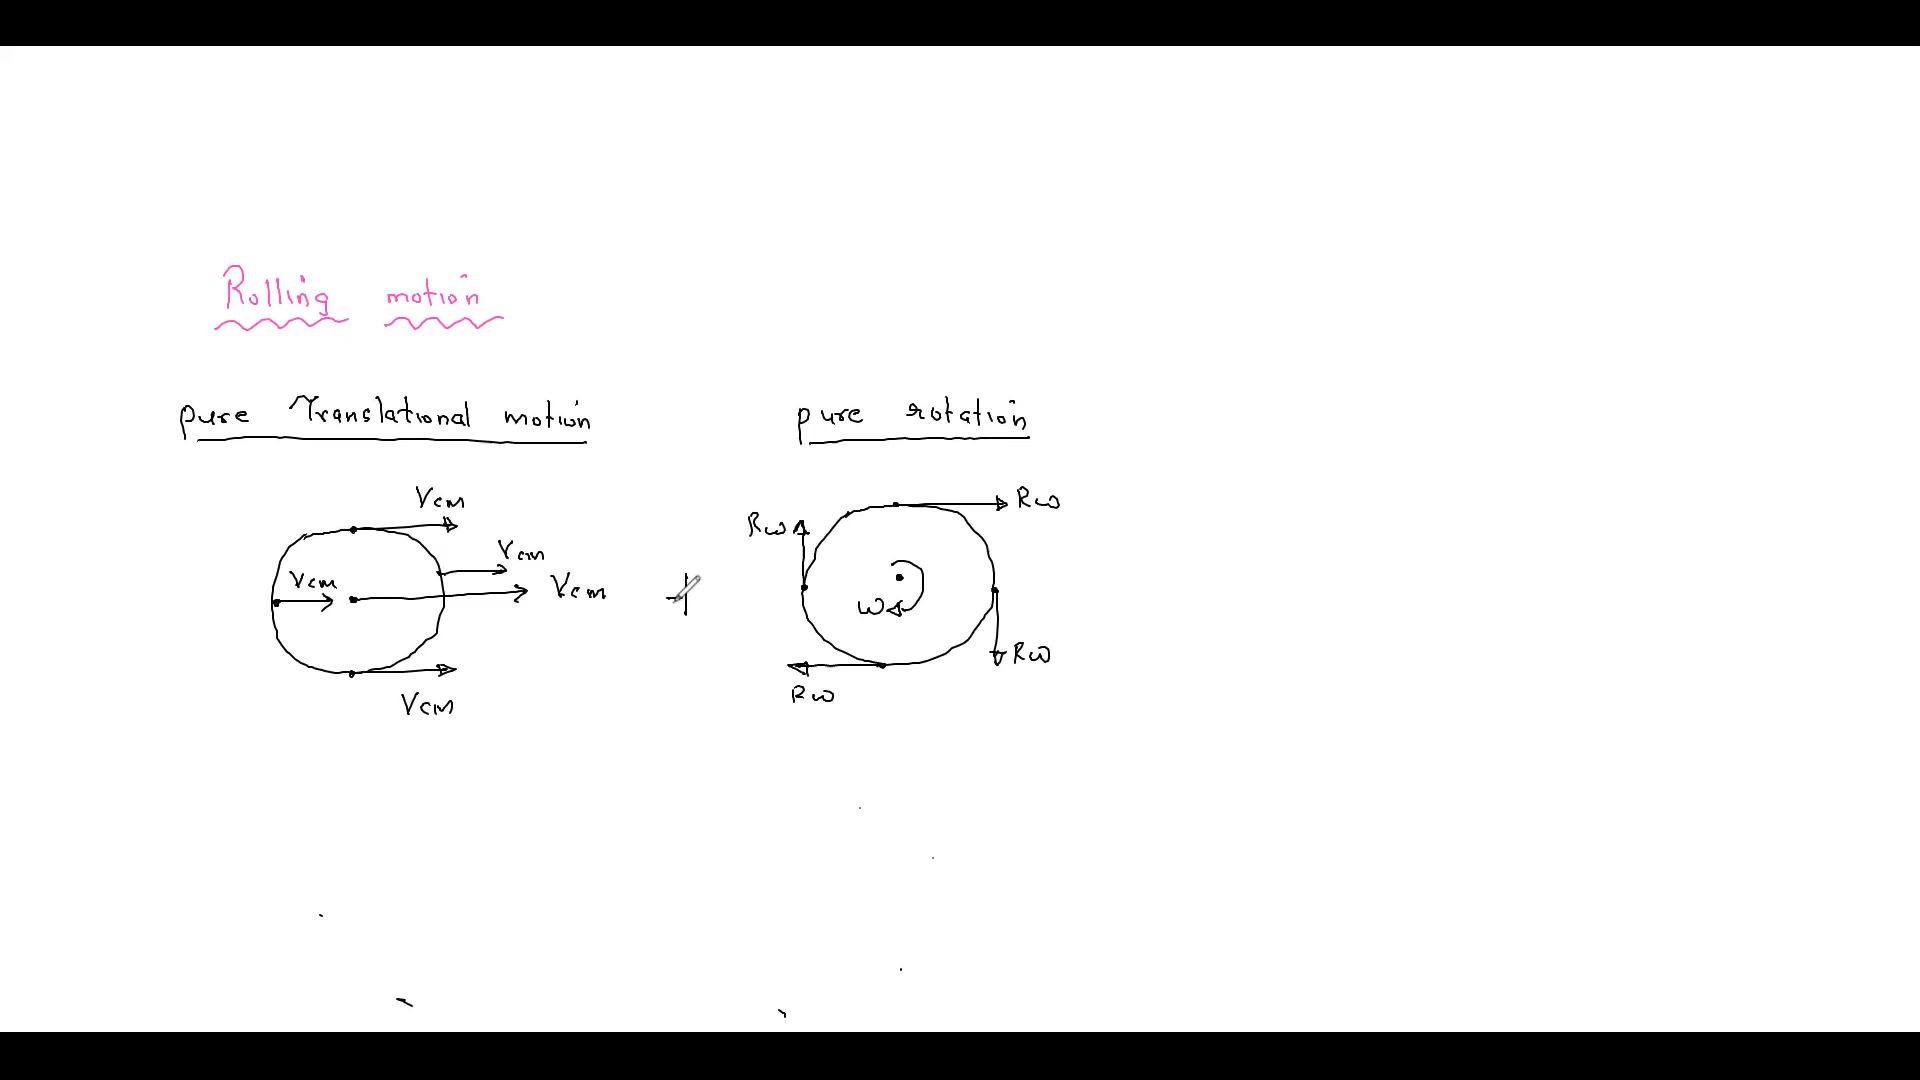 Rolling motion
pure Translational motion
pure rotation
Vcm
Vcm
Vcm
Vcm
Vcm
+
Rω
Rω
ω
Rω
Rω